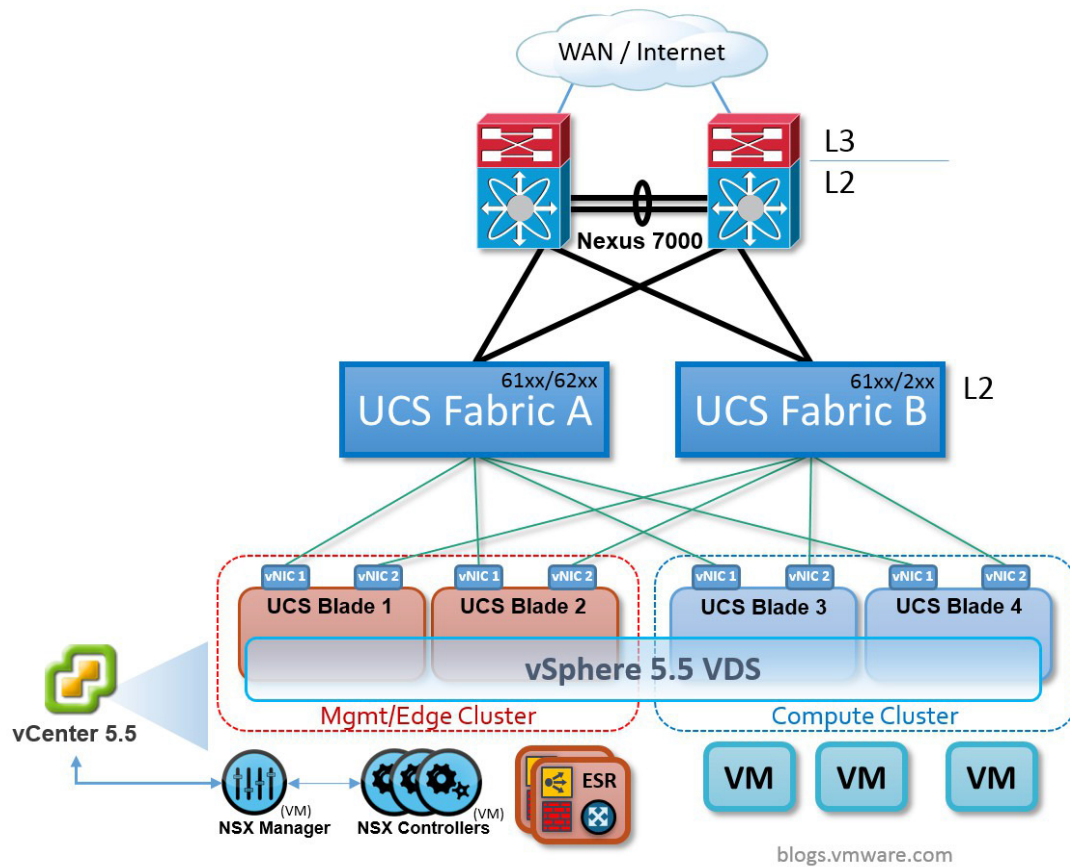 WAN / Internet
L3
L2
Nexus 7000
61xx/62xx
UCS Fabric A
61xx/2xx
UCS Fabric B
L2
vNIC 1
vNIC 2
vNIC 1
vNIC 2
vNIC 1
vNIC 2
vNIC 1
vNIC 2
UCS Blade 1
UCS Blade 2
UCS Blade 3
UCS Blade 4
vSphere 5.5 VDS
Mgmt/Edge Cluster
Compute Cluster
vCenter 5.5
(VM)
NSX Manager
(VM)
NSX Controllers
ESR
VM
VM
VM
blogs.vmware.com